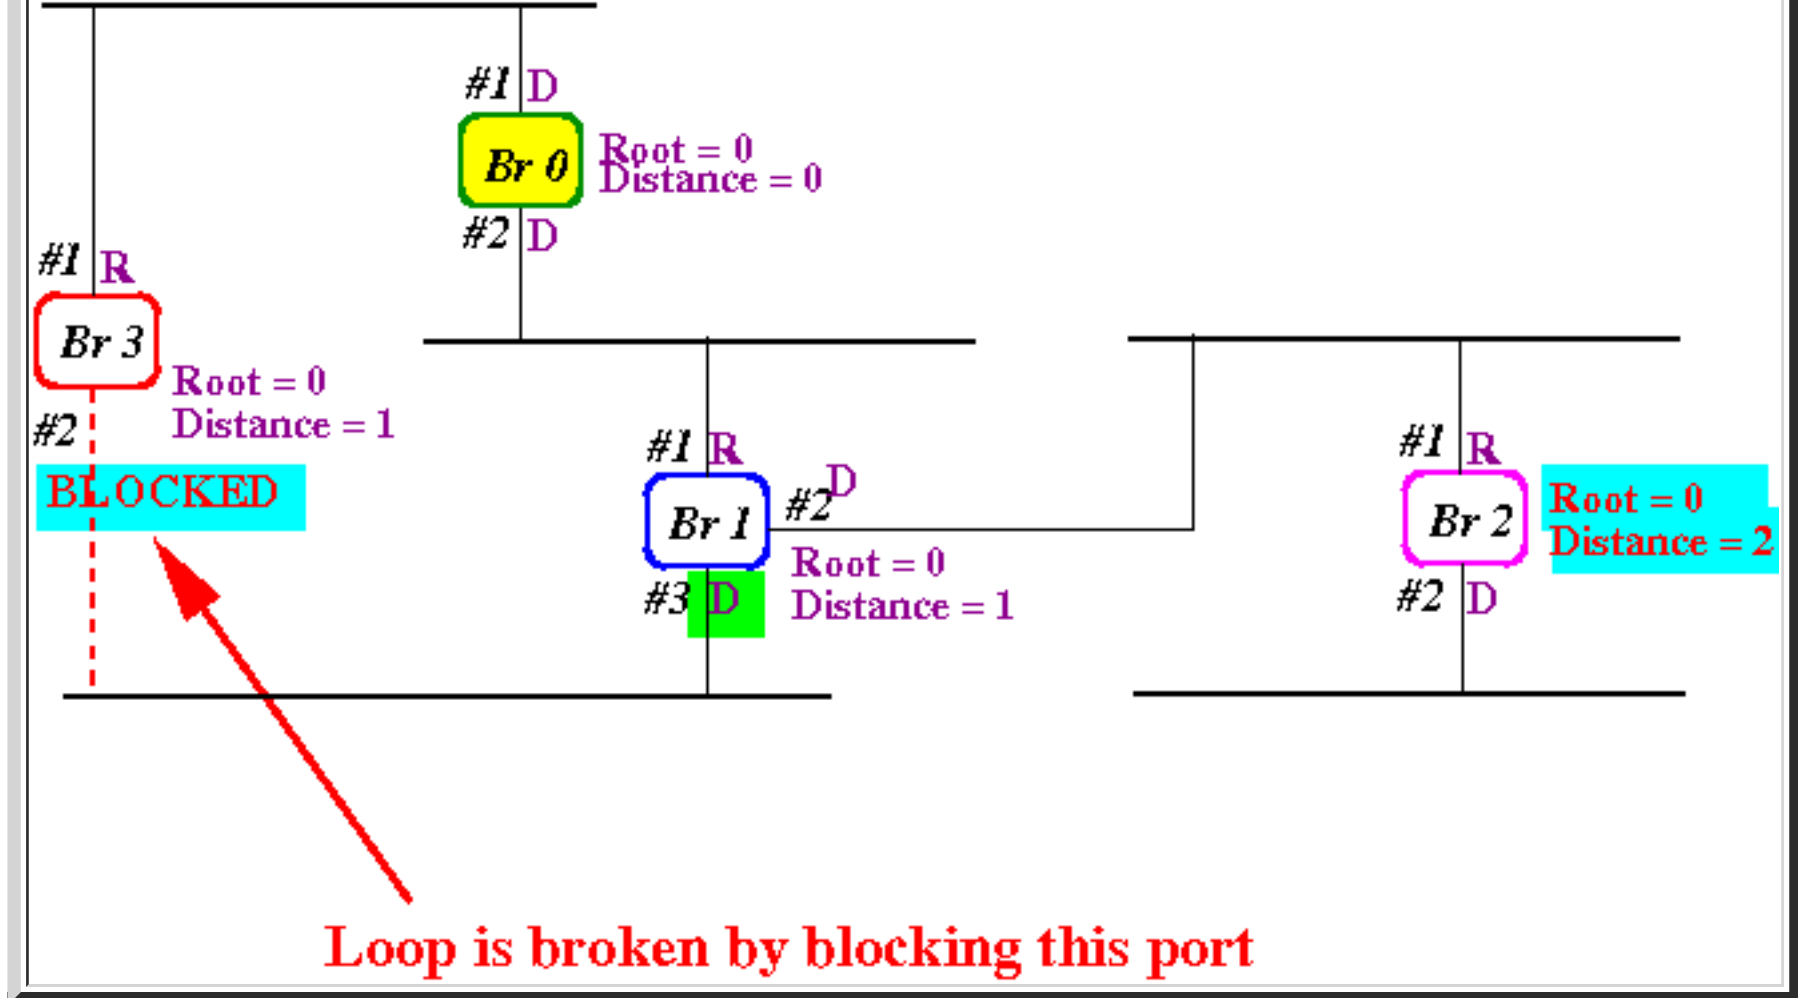 #1 D
Br 0
Root = 0
Distance = 0
#2 D
#1 R
Br 3
Root = 0
Distance = 1
#2
BLOCKED
#1 R
Br 1
#2 D
Root = 0
Distance = 1
#3 D
#1 R
Br 2
Root = 0
Distance = 2
#2 D
Loop is broken by blocking this port